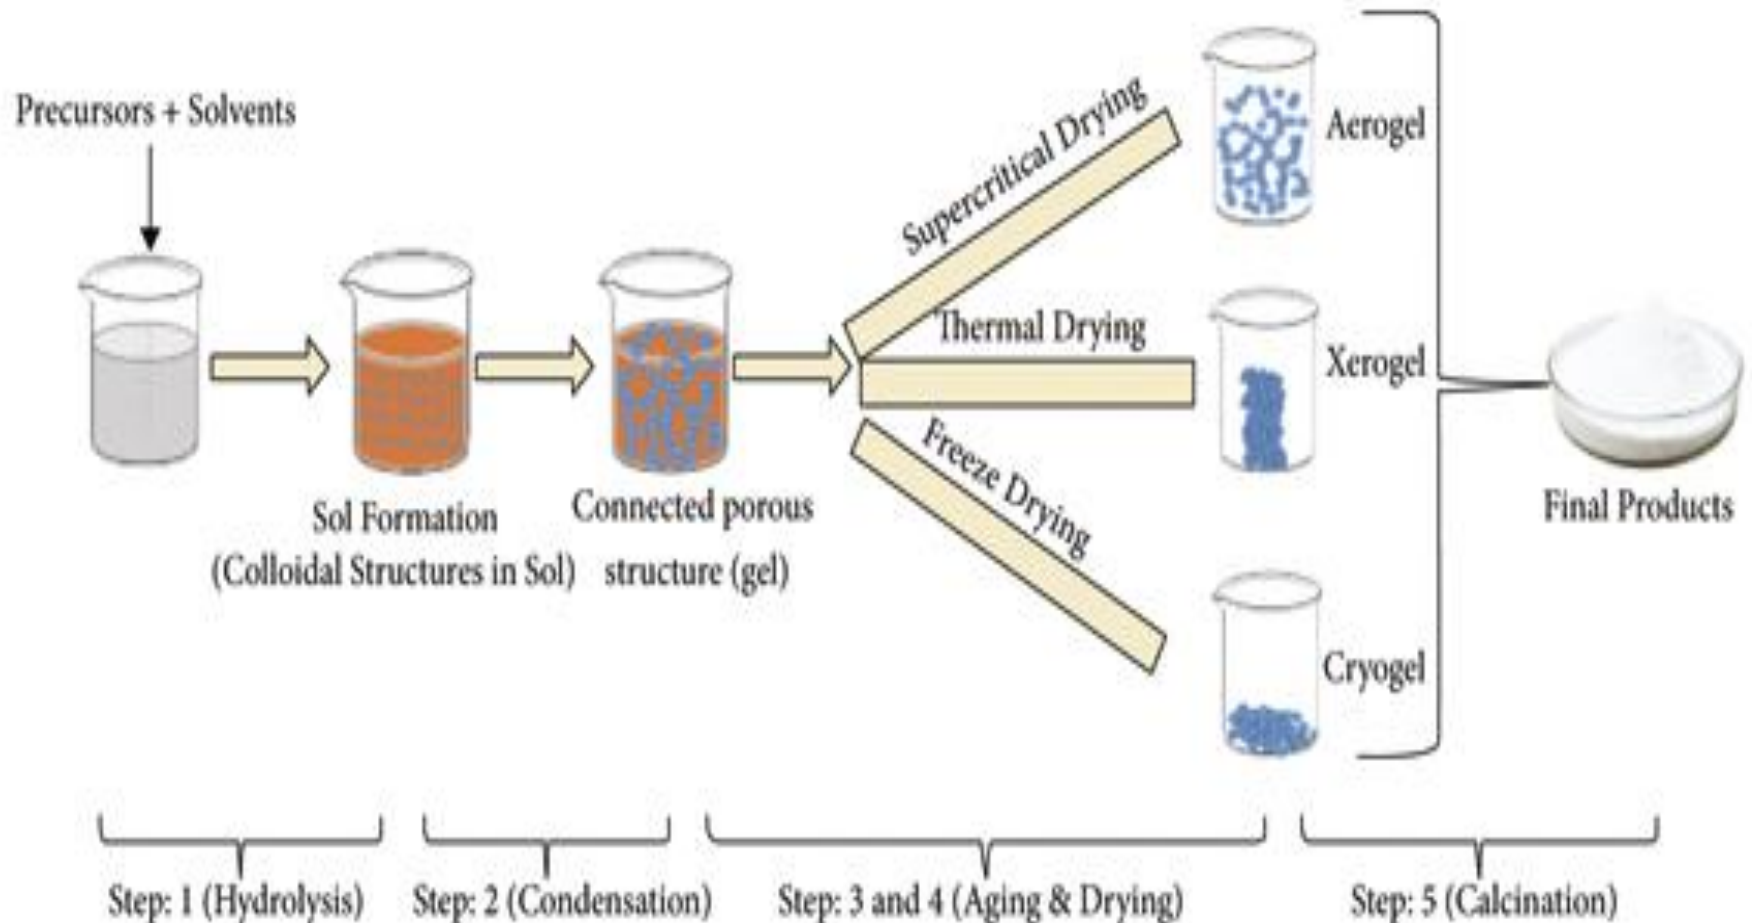 Precursors + Solvents
Sol Formation
(Colloidal Structures in Sol)
Connected porous
structure (gel)
Supercritical Drying
Thermal Drying
Freeze Drying
Aerogel
Xerogel
Cryogel
Final Products
Step: 1 (Hydrolysis)
Step: 2 (Condensation)
Step: 3 and 4 (Aging & Drying)
Step: 5 (Calcination)